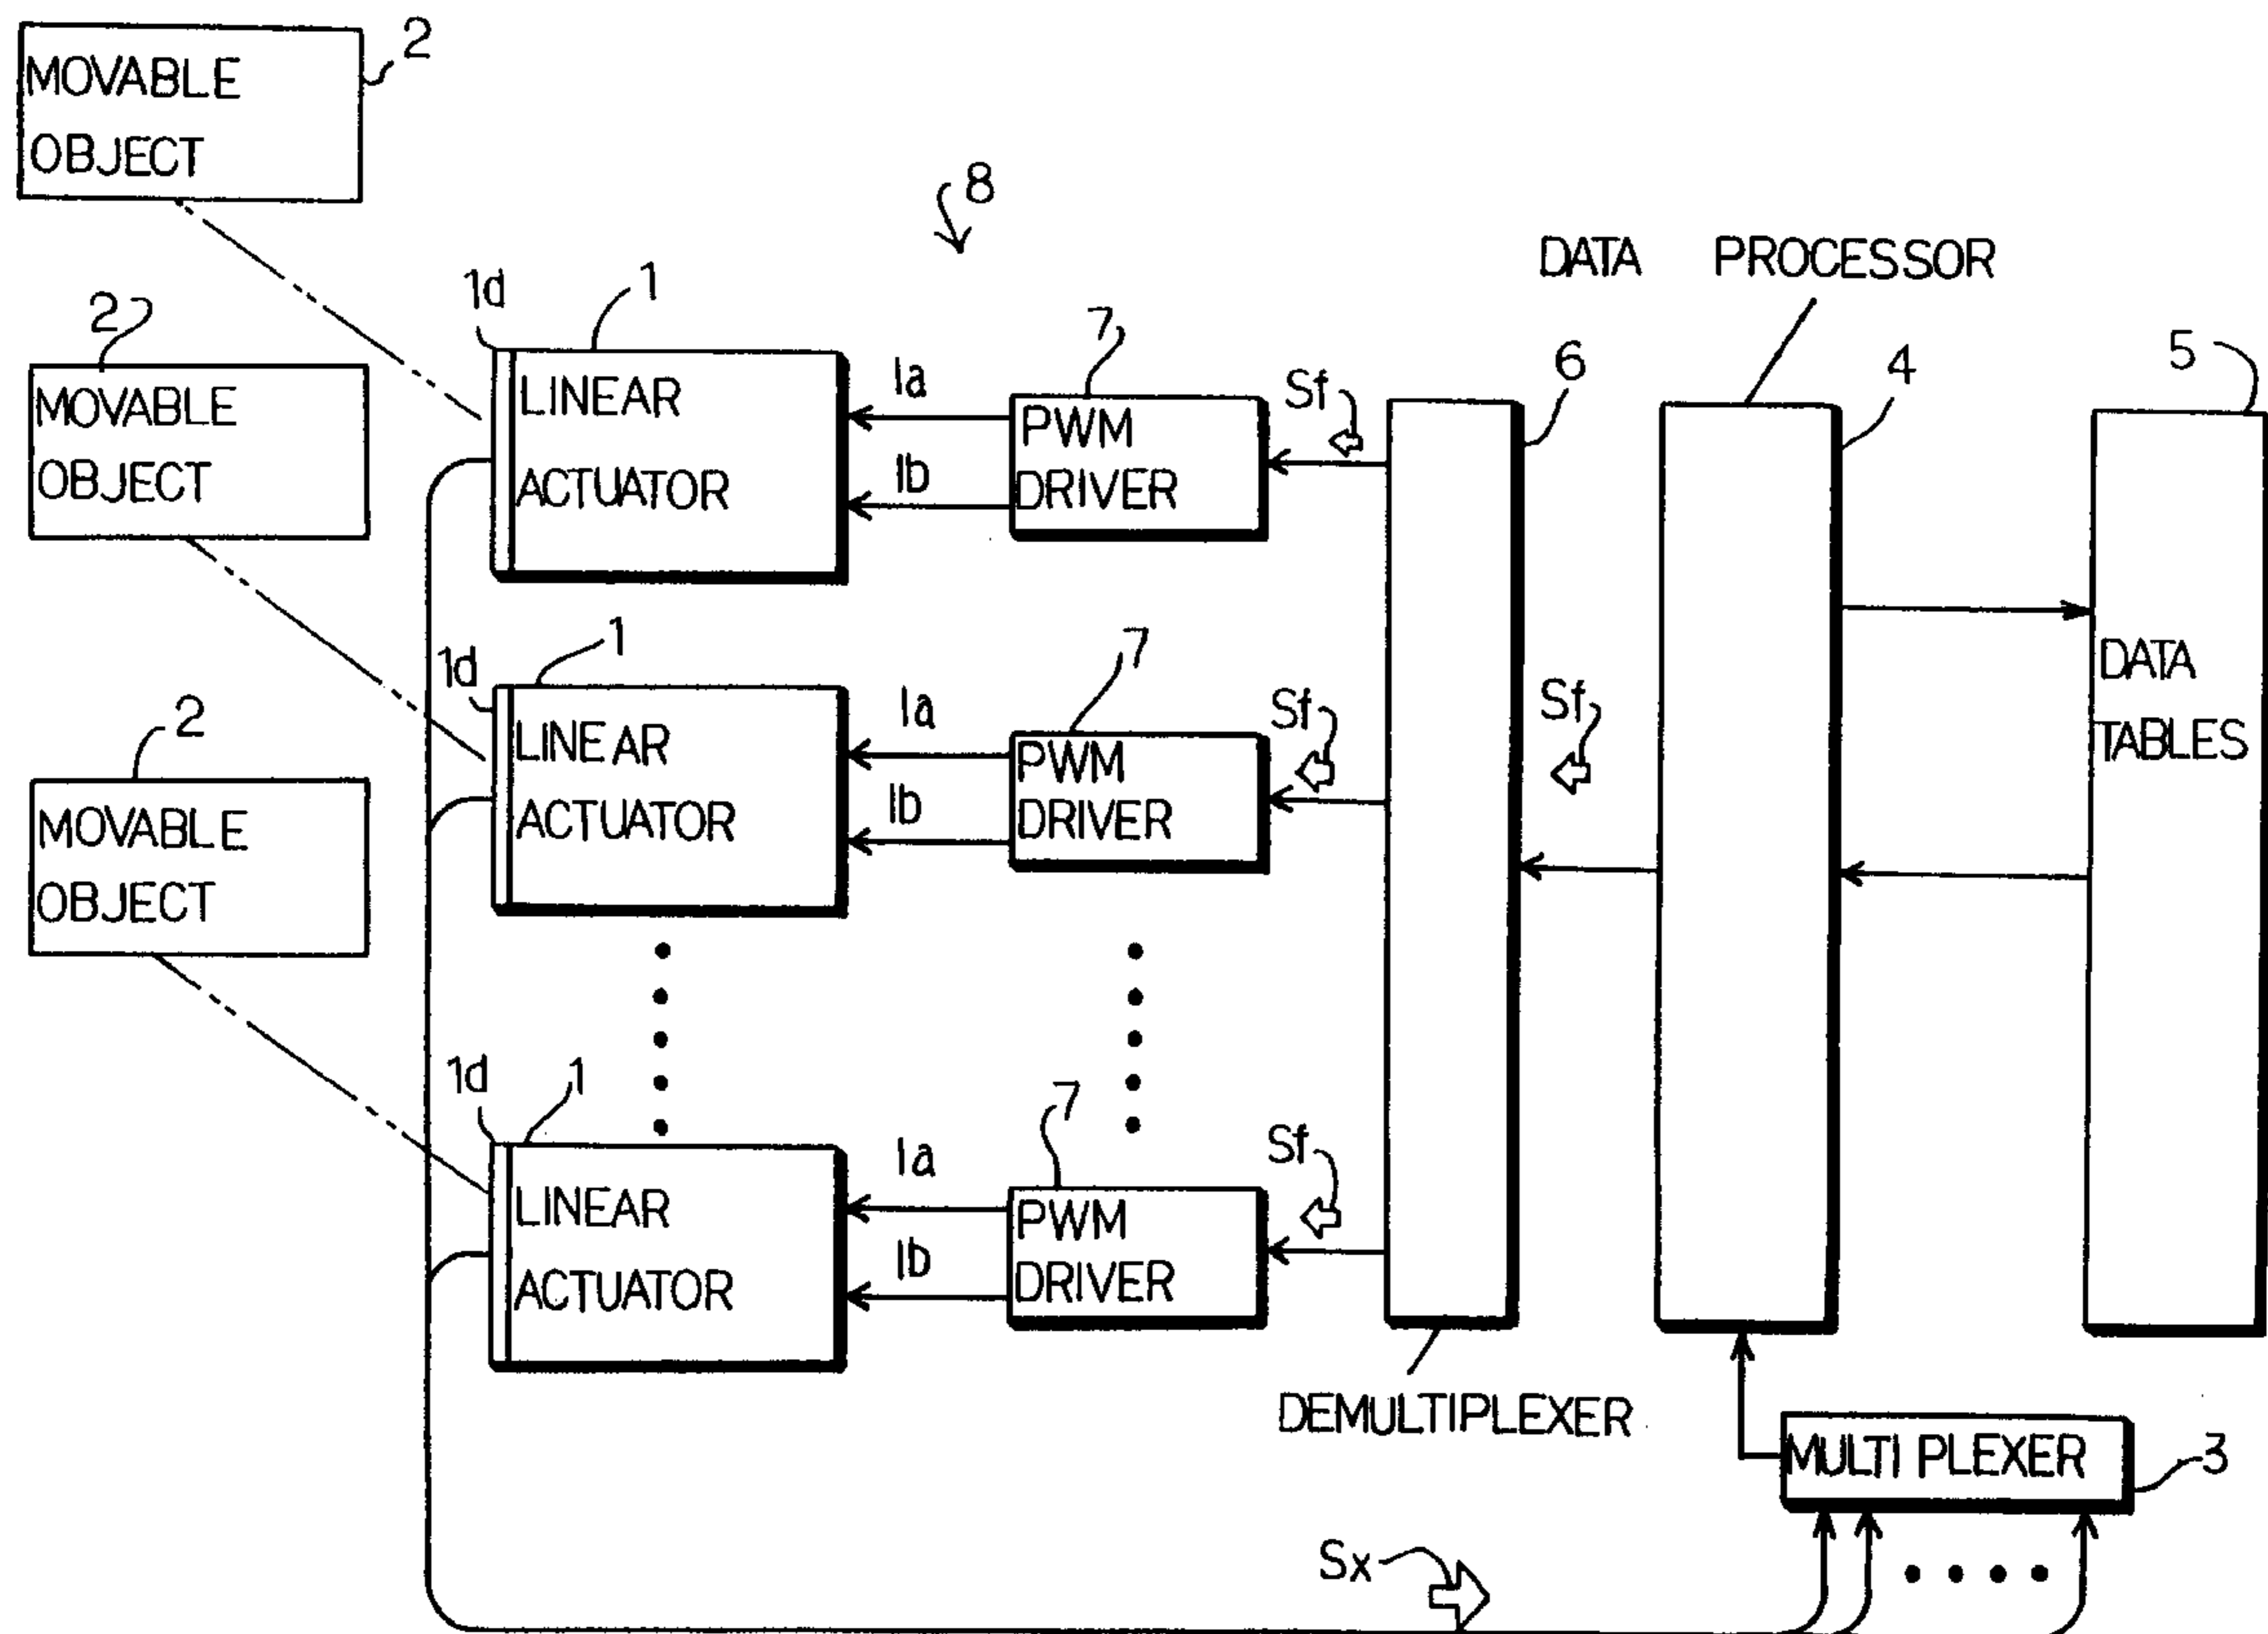 MOVABLE
OBJECT
2
8
DATA PROCESSOR
1d
1
LINEAR
ACTUATOR
Ia
Ib
7
PWM
DRIVER
Sf
6
4
5
2
MOVABLE
OBJECT
DATA
TABLES
1d
1
LINEAR
ACTUATOR
Ia
Ib
7
PWM
DRIVER
Sf
Sf
2
MOVABLE
OBJECT
1d
1
LINEAR
ACTUATOR
Ia
Ib
7
PWM
DRIVER
Sf
DEMULTIPLEXER
MULTI PLEXER
3
Sx